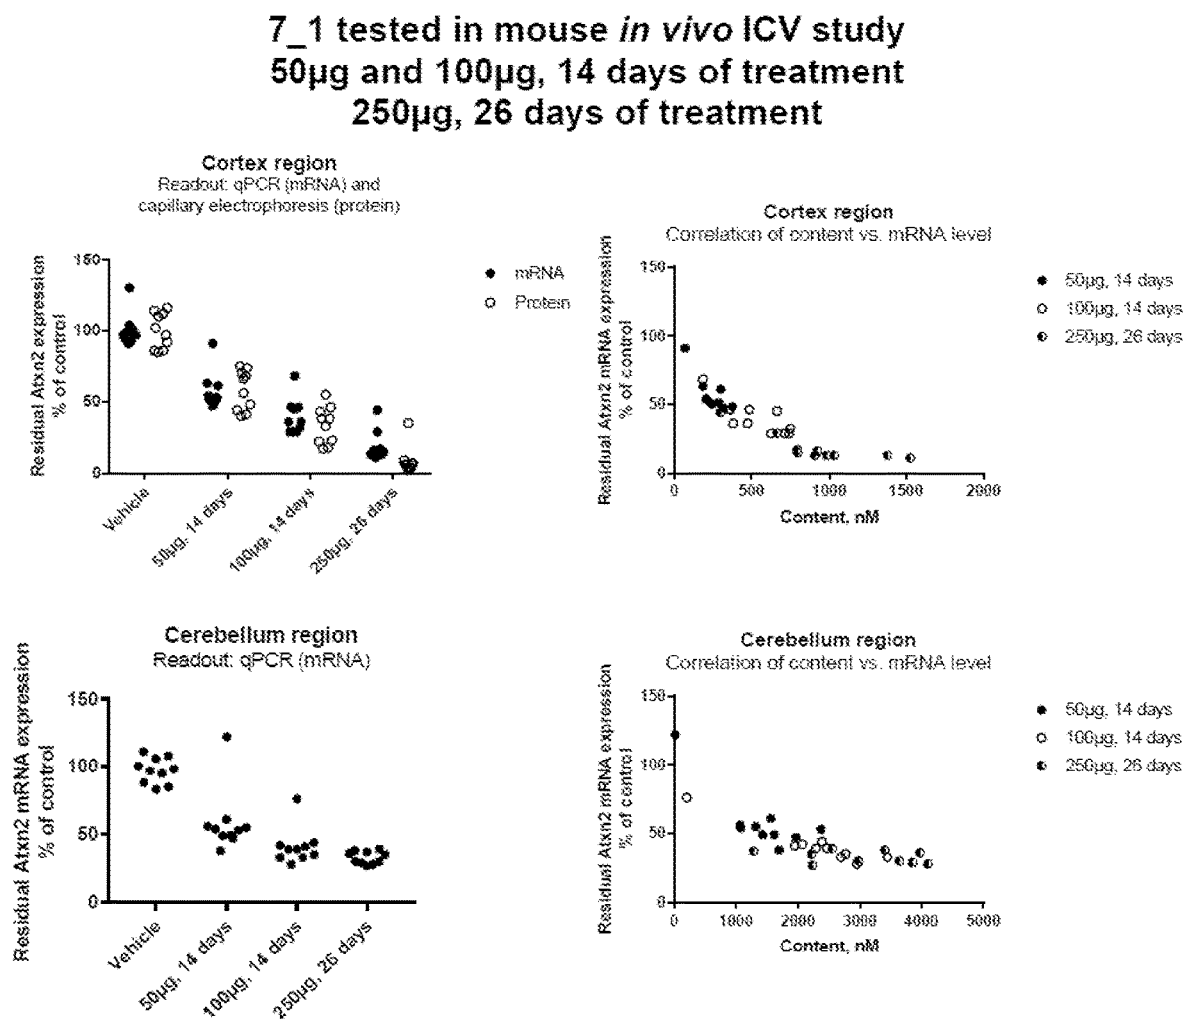 7_1 tested in mouse in vivo ICV study
50µg and 100µg, 14 days of treatment
250µg, 26 days of treatment
Cortex region
Readout: qPCR (mRNA) and
capillary electrophoresis (protein)
Residual Atxn2 expression
% of control
150
100
50
0
Vehicle
50µg, 14 days
100µg, 14 days
250µg, 26 days
mRNA
Protein
Cortex region
Correlation of content vs. mRNA level
Residual Atxn2 mRNA expression
% of control
150
100
50
0
0
500
1000
1500
2000
Content, nM
50µg, 14 days
100µg, 14 days
250µg, 26 days
Cerebellum region
Readout: qPCR (mRNA)
Residual Atxn2 mRNA expression
% of control
150
100
50
0
Vehicle
50µg, 14 days
100µg, 14 days
250µg, 26 days
Cerebellum region
Correlation of content vs. mRNA level
Residual Atxn2 mRNA expression
% of control
150
100
50
0
0
1000
2000
3000
4000
5000
Content, nM
50µg, 14 days
100µg, 14 days
250µg, 26 days